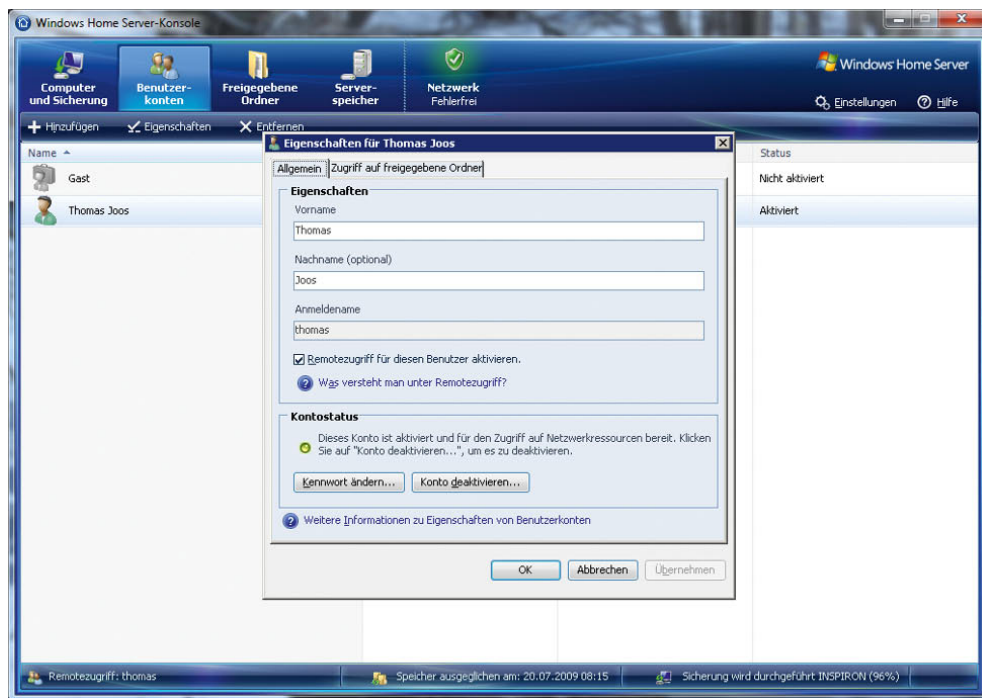 Windows Home Server-Konsole
Computer
und Sicherung
Benutzer-
konten
Freigegebene
Ordner
Server-
speicher
Netzwerk
Fehlerfrei
Windows Home Server
Einstellungen
Hilfe
Hinzufügen
Eigenschaften
Entfernen
Name
Status
Gast
Nicht aktiviert
Thomas Joos
Aktiviert
Eigenschaften für Thomas Joos
Allgemein
Zugriff auf freigegebene Ordner
Eigenschaften
Vorname
Thomas
Nachname (optional)
Joos
Anmeldename
thomas
Remotezugriff für diesen Benutzer aktivieren.
Was versteht man unter Remotezugriff?
Kontostatus
Dieses Konto ist aktiviert und für den Zugriff auf Netzwerkressourcen bereit. Klicken
Sie auf "Konto deaktivieren...", um es zu deaktivieren.
Kennwort ändern...
Konto deaktivieren...
Weitere Informationen zu Eigenschaften von Benutzerkonten
OK
Abbrechen
Übernehmen
Remotezugriff: thomas
Speicher ausgeglichen am: 20.07.2009 08:15
Sicherung wird durchgeführt INSPIRON (96%)